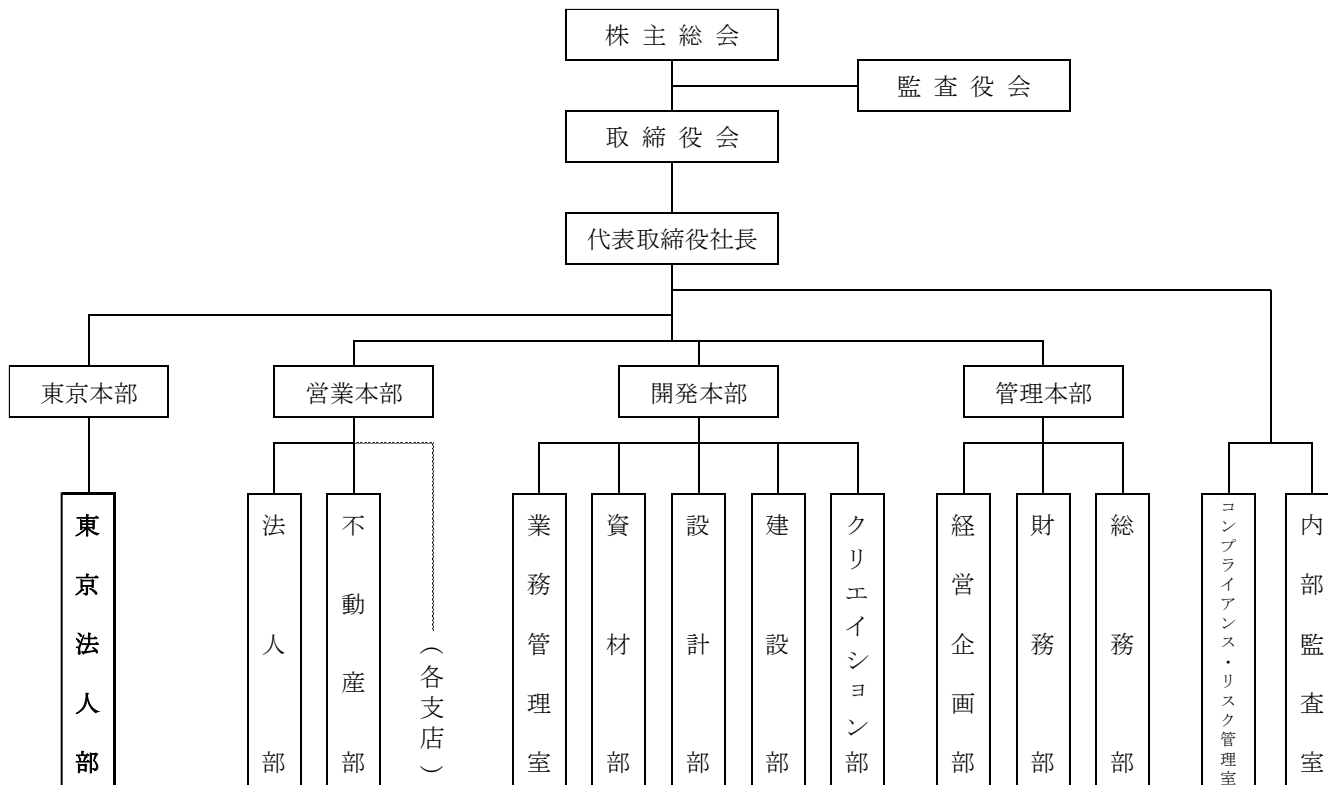 株主総会
監査役会
取締役会
代表取締役社長
東京本部
営業本部
開発本部
管理本部
東京法人部
法人部
不動産部
（各支店）
業務管理室
資材部
設計部
建設部
クリエイション部
経営企画部
財務部
総務部
コンプライアンス・リスク管理室
内部監査室